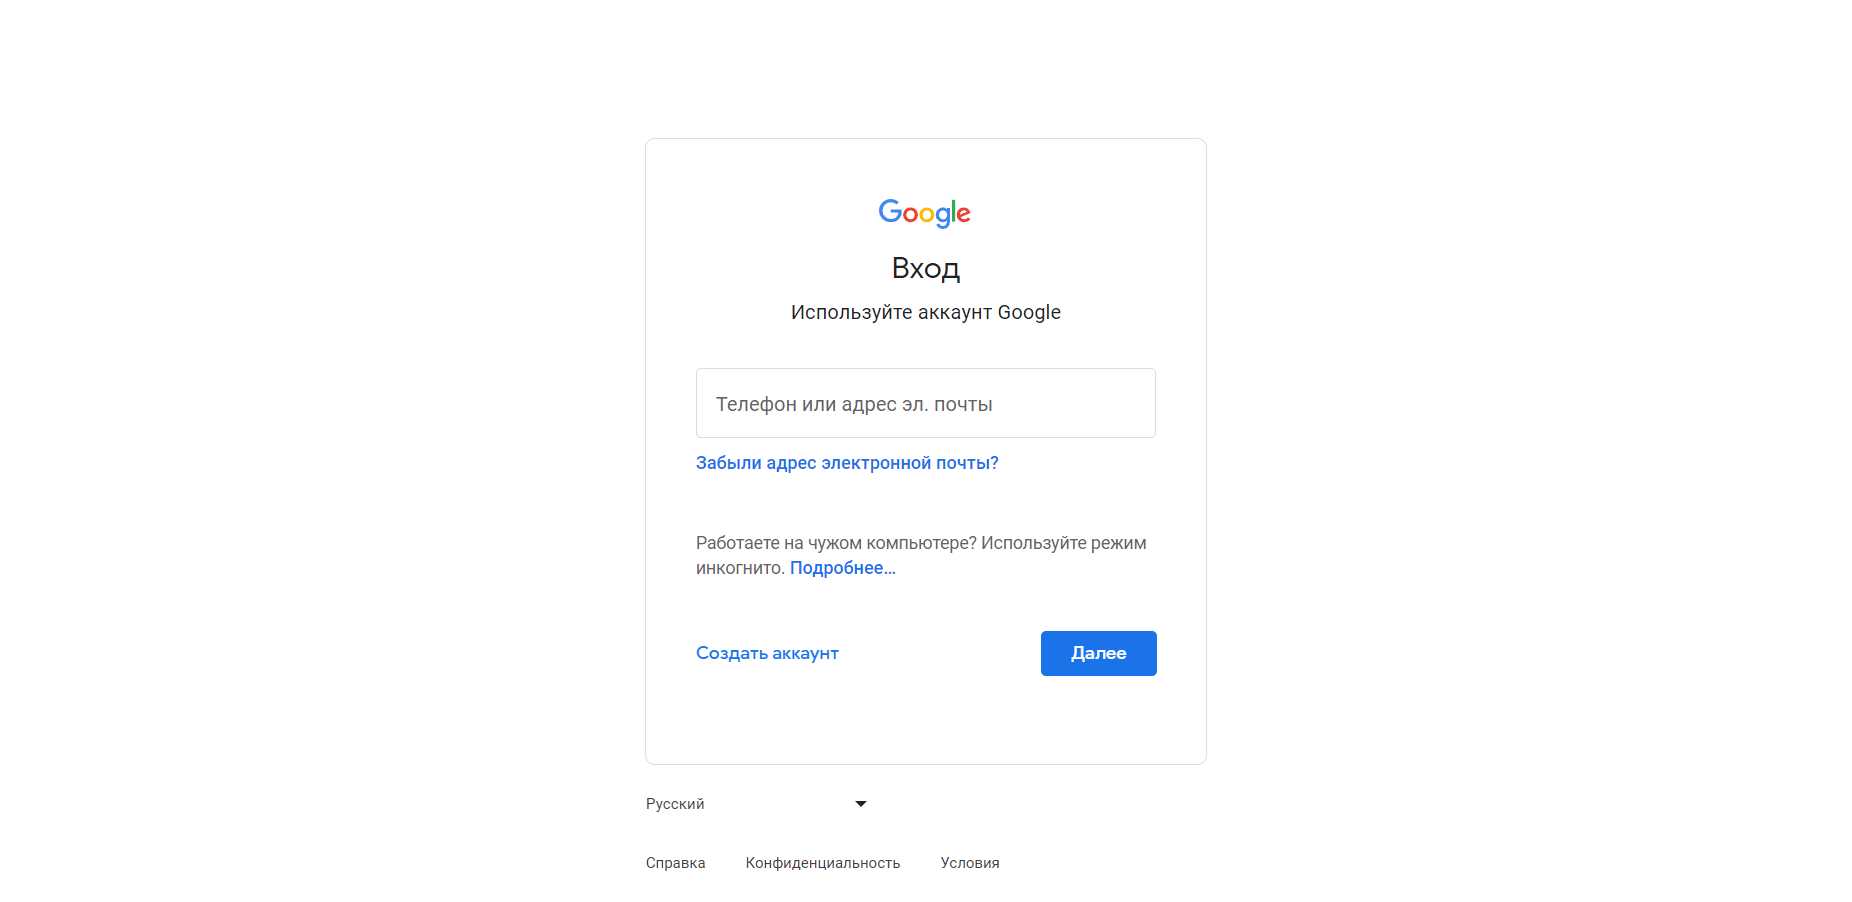 Google
Вход
Используйте аккаунт Google
Телефон или адрес эл. почты
Забыли адрес электронной почты?
Работаете на чужом компьютере? Используйте режим
инкогнито. Подробнее…
Создать аккаунт
Далее
Русский
Справка
Конфиденциальность
Условия